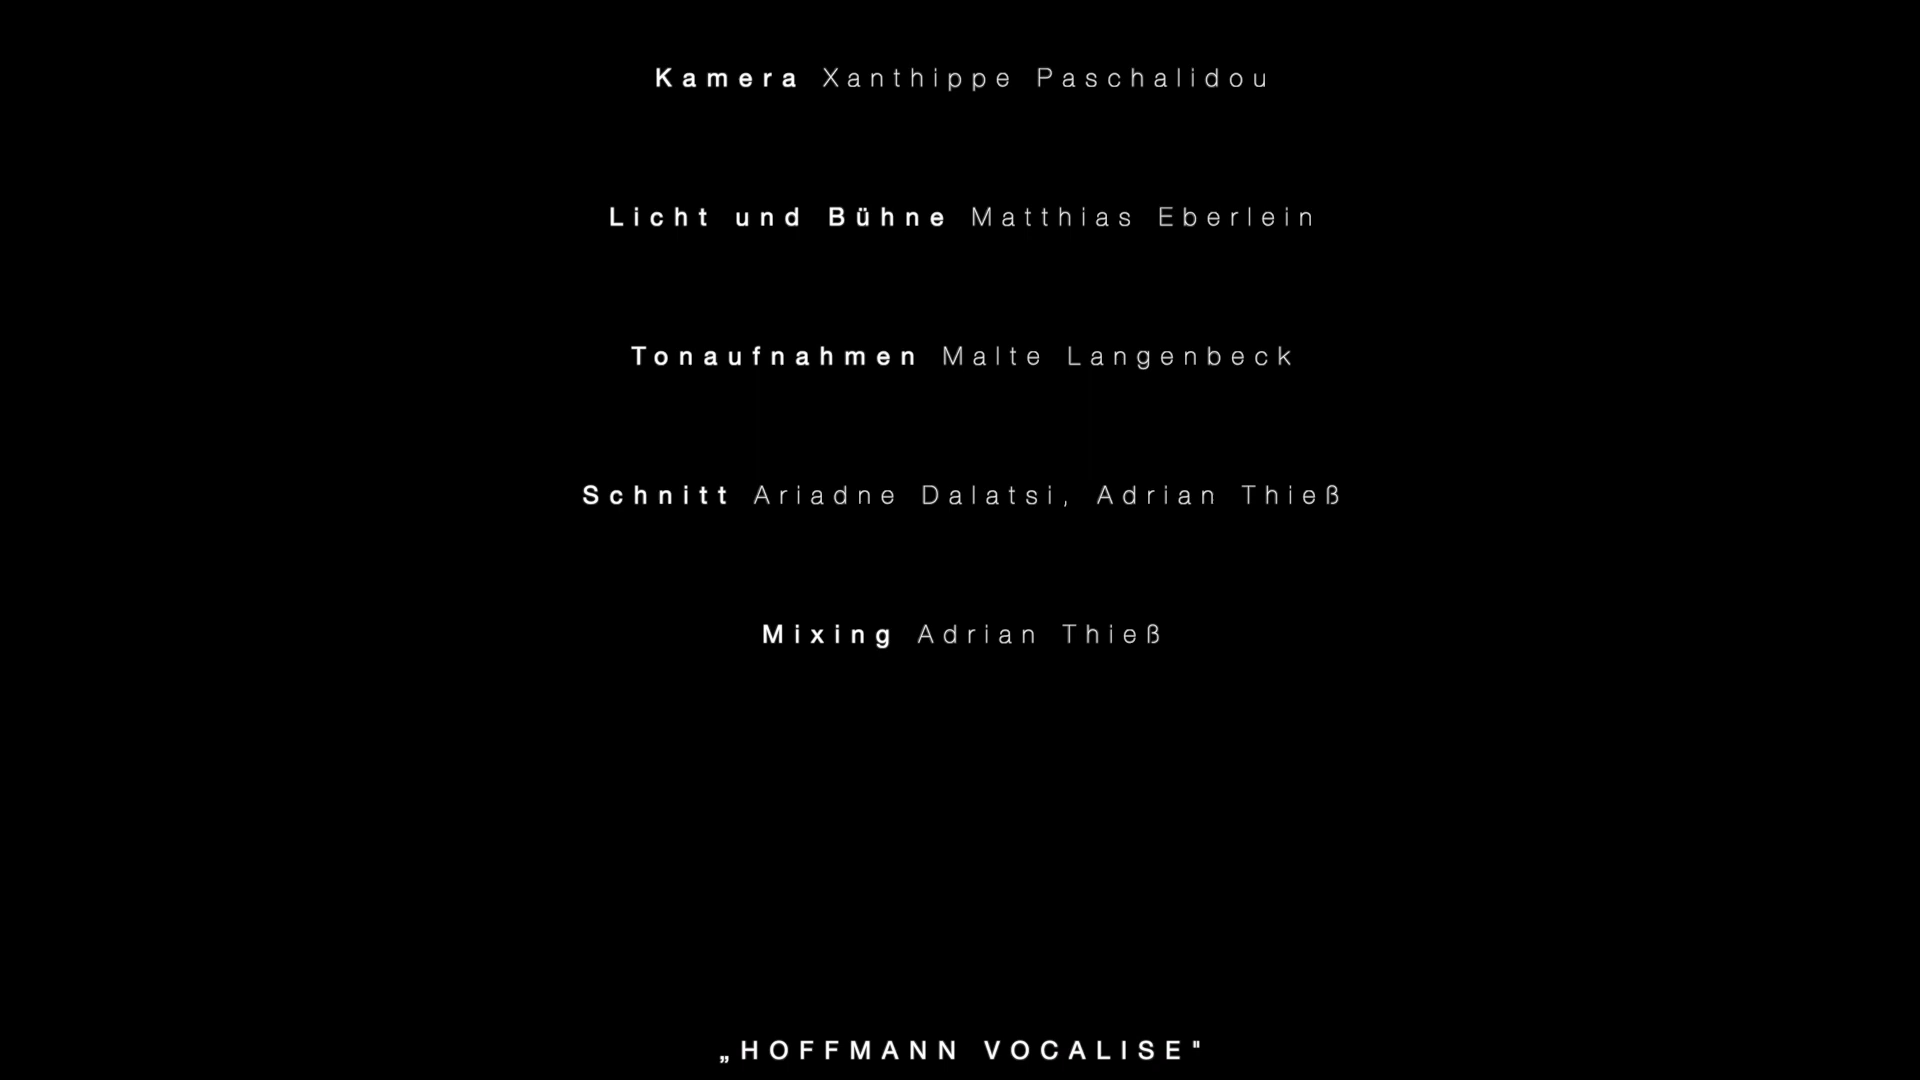 Kamera Xanthippe Paschalidou
Licht und Bühne Matthias Eberlein
Tonaufnahmen Malte Langenbeck
Schnitt Ariadne Dalatsi, Adrian Thieß
Mixing Adrian Thieß
„HOFFMANN VOCALISE"